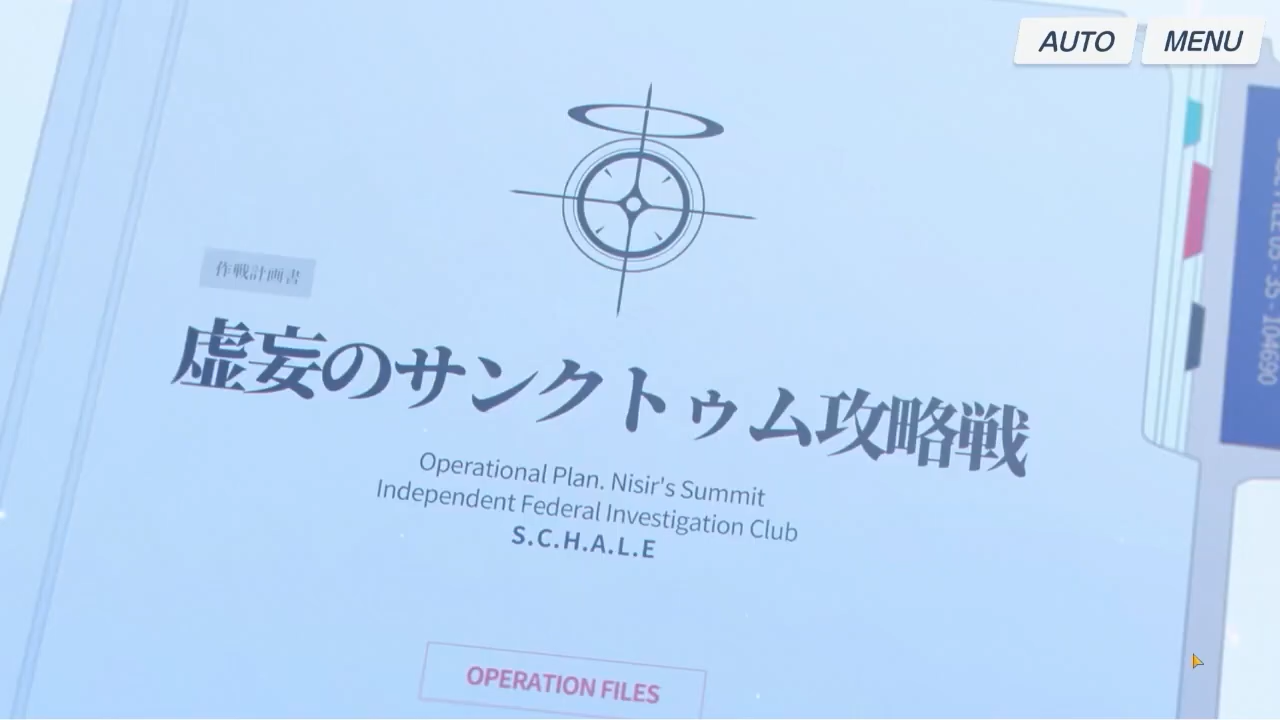 AUTO
MENU
作戦計画書
虚妄のサンクトゥム攻略戦
Operational Plan. Nisir's Summit
Independent Federal Investigation Club
S.C.H.A.L.E
OPERATION FILES